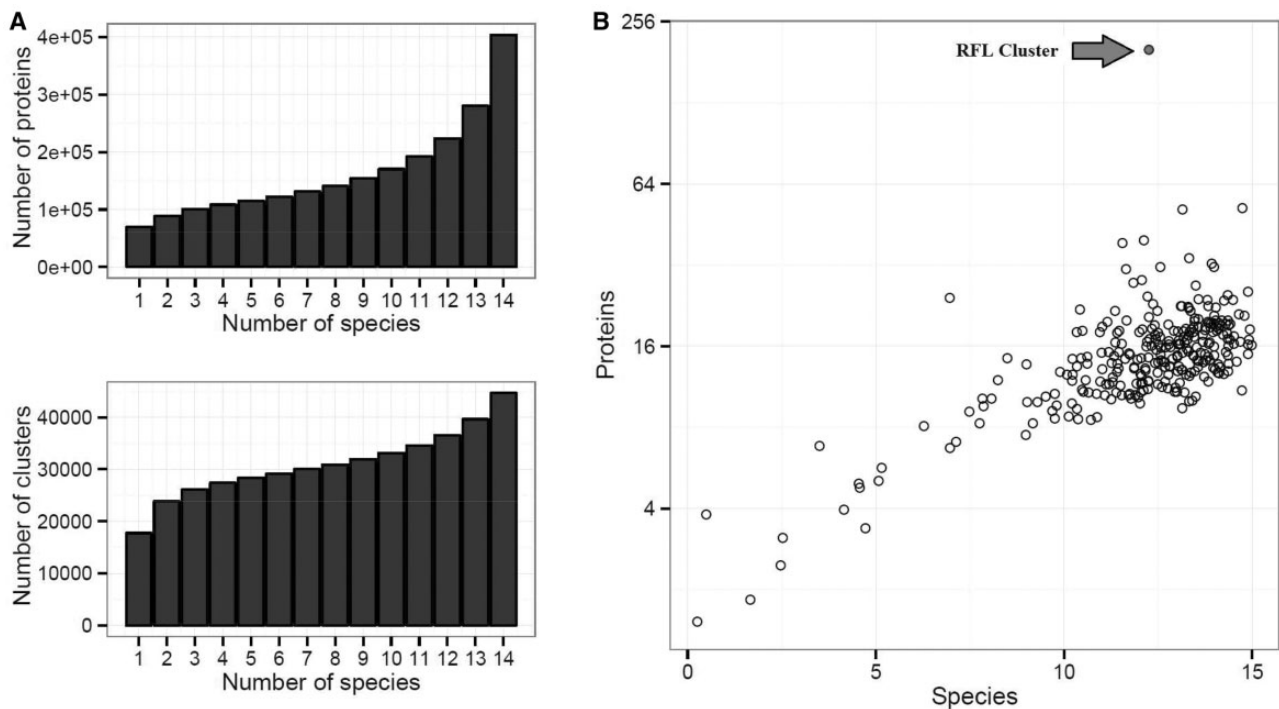 A
Number of proteins
4e+05
3e+05
2e+05
1e+05
0e+00
1 2 3 4 5 6 7 8 9 10 11 12 13 14
Number of species
Number of clusters
40000
30000
20000
10000
0
1 2 3 4 5 6 7 8 9 10 11 12 13 14
Number of species
B
Proteins
256
64
16
4
RFL Cluster
0 5 10 15
Species